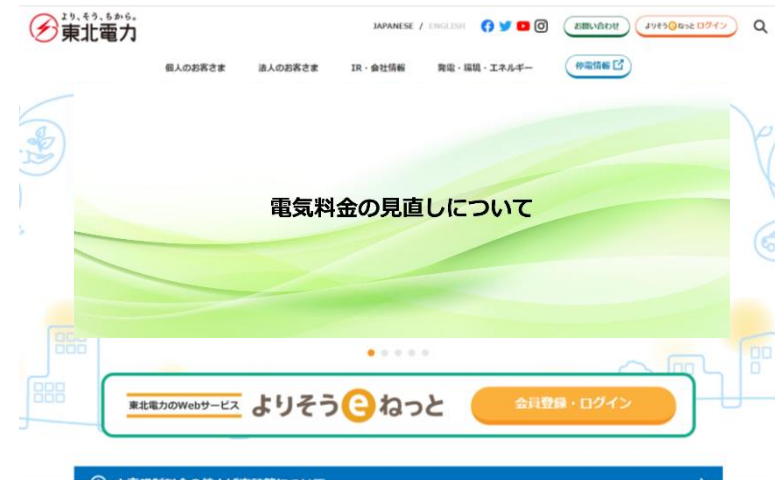 より、そう、ちから。
東北電力
JAPANESE / ENGLISH
お問い合わせ
よりそうeねっと ログイン
個人のお客さま
法人のお客さま
IR・会社情報
発電・環境・エネルギー
停電情報
電気料金の見直しについて
東北電力のWebサービス
よりそうeねっと
会員登録・ログイン